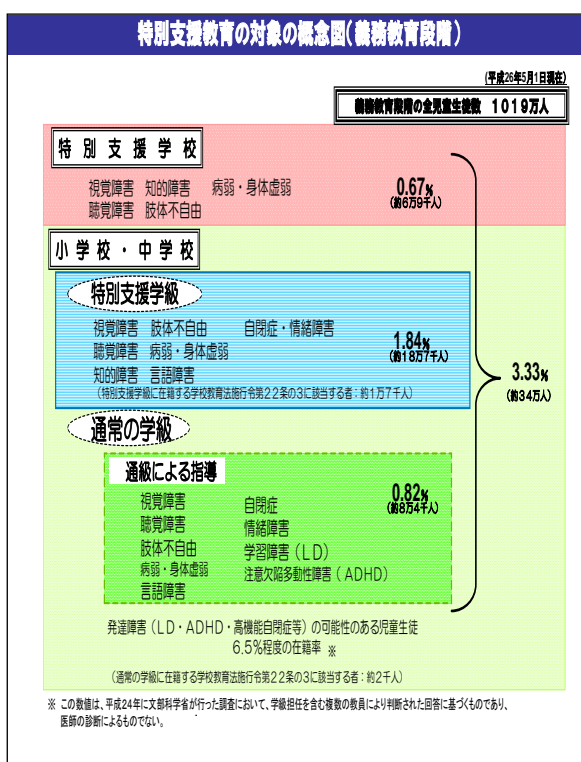 特別支援教育の対象の概念図(義務教育段階)
(平成26年5月1日現在)
義務教育段階の全児童生徒数 1019万人
特別支援学校
視覚障害 知的障害 病弱・身体虚弱
聴覚障害 肢体不自由
0.67%
(約6万9千人)
小学校・中学校
特別支援学級
視覚障害 肢体不自由 自閉症・情緒障害
聴覚障害 病弱・身体虚弱
知的障害 言語障害
(特別支援学級に在籍する学校教育法施行令第22条の3に該当する者:約1万7千人)
1.84%
(約18万7千人)
3.33%
(約34万人)
通常の学級
通級による指導
視覚障害 自閉症
聴覚障害 情緒障害
肢体不自由 学習障害(LD)
病弱・身体虚弱 注意欠陥多動性障害(ADHD)
言語障害
0.82%
(約8万4千人)
発達障害(LD・ADHD・高機能自閉症等)の可能性のある児童生徒
6.5%程度の在籍率 ※
(通常の学級に在籍する学校教育法施行令第22条の3に該当する者:約2千人)
※ この数値は、平成24年に文部科学省が行った調査において、学級担任を含む複数の教員により判断された回答に基づくものであり、
医師の診断によるものでない。